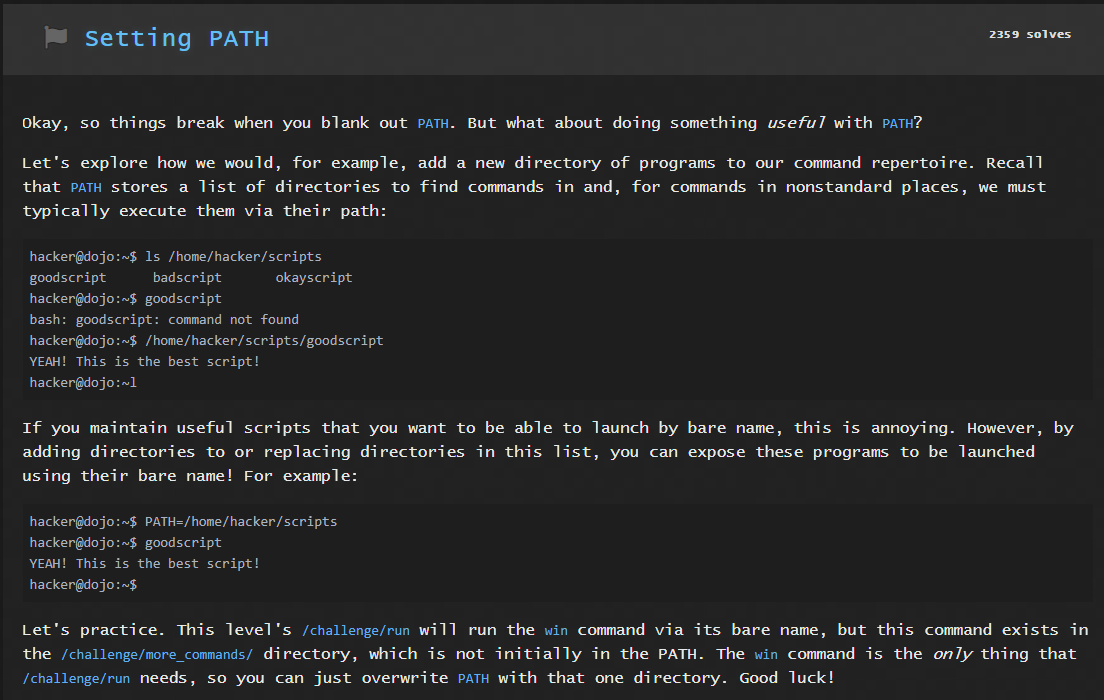 Setting PATH
2359 solves
Okay, so things break when you blank out PATH. But what about doing something useful with PATH?
Let's explore how we would, for example, add a new directory of programs to our command repertoire. Recall
that PATH stores a list of directories to find commands in and, for commands in nonstandard places, we must
typically execute them via their path:
hacker@dojo:~$ ls /home/hacker/scripts
goodscript      badscript       okayscript
hacker@dojo:~$ goodscript
bash: goodscript: command not found
hacker@dojo:~$ /home/hacker/scripts/goodscript
YEAH! This is the best script!
hacker@dojo:~l
If you maintain useful scripts that you want to be able to launch by bare name, this is annoying. However, by
adding directories to or replacing directories in this list, you can expose these programs to be launched
using their bare name! For example:
hacker@dojo:~$ PATH=/home/hacker/scripts
hacker@dojo:~$ goodscript
YEAH! This is the best script!
hacker@dojo:~$
Let's practice. This level's /challenge/run will run the win command via its bare name, but this command exists in
the /challenge/more_commands/ directory, which is not initially in the PATH. The win command is the only thing that
/challenge/run needs, so you can just overwrite PATH with that one directory. Good luck!